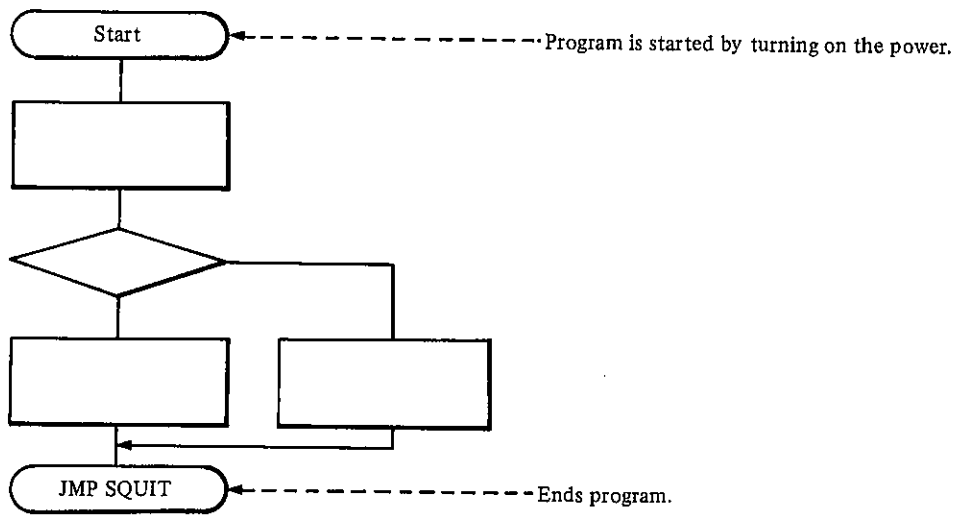 Start
Program is started by turning on the power.
JMP SQUIT
Ends program.